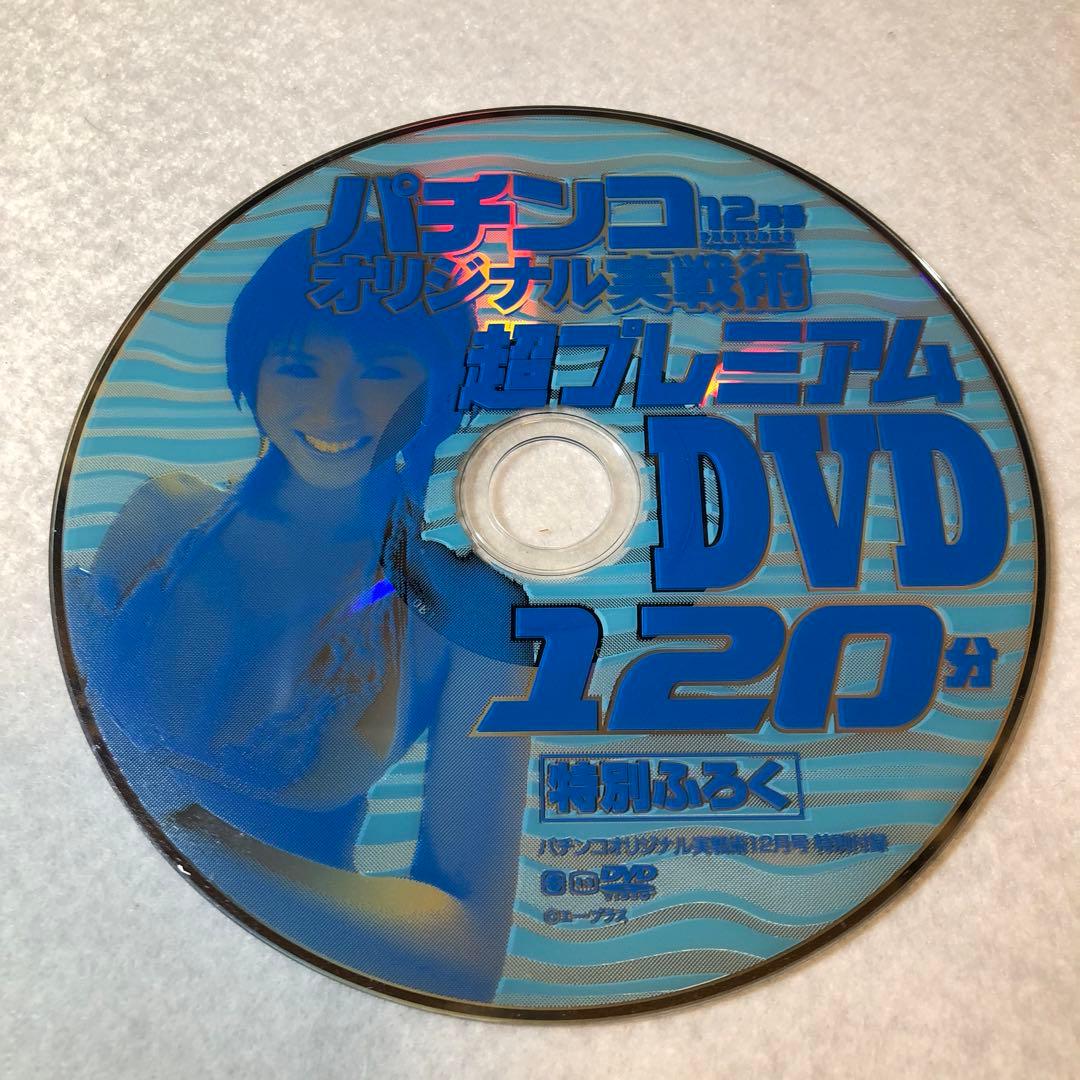 パチンコ
12月号
オリジナル実戦術
超プレミアム
DVD
120分
特別ふろく
パチンコオリジナル実戦術12月号 特別付録
DVD
VIDEO
©エープラス